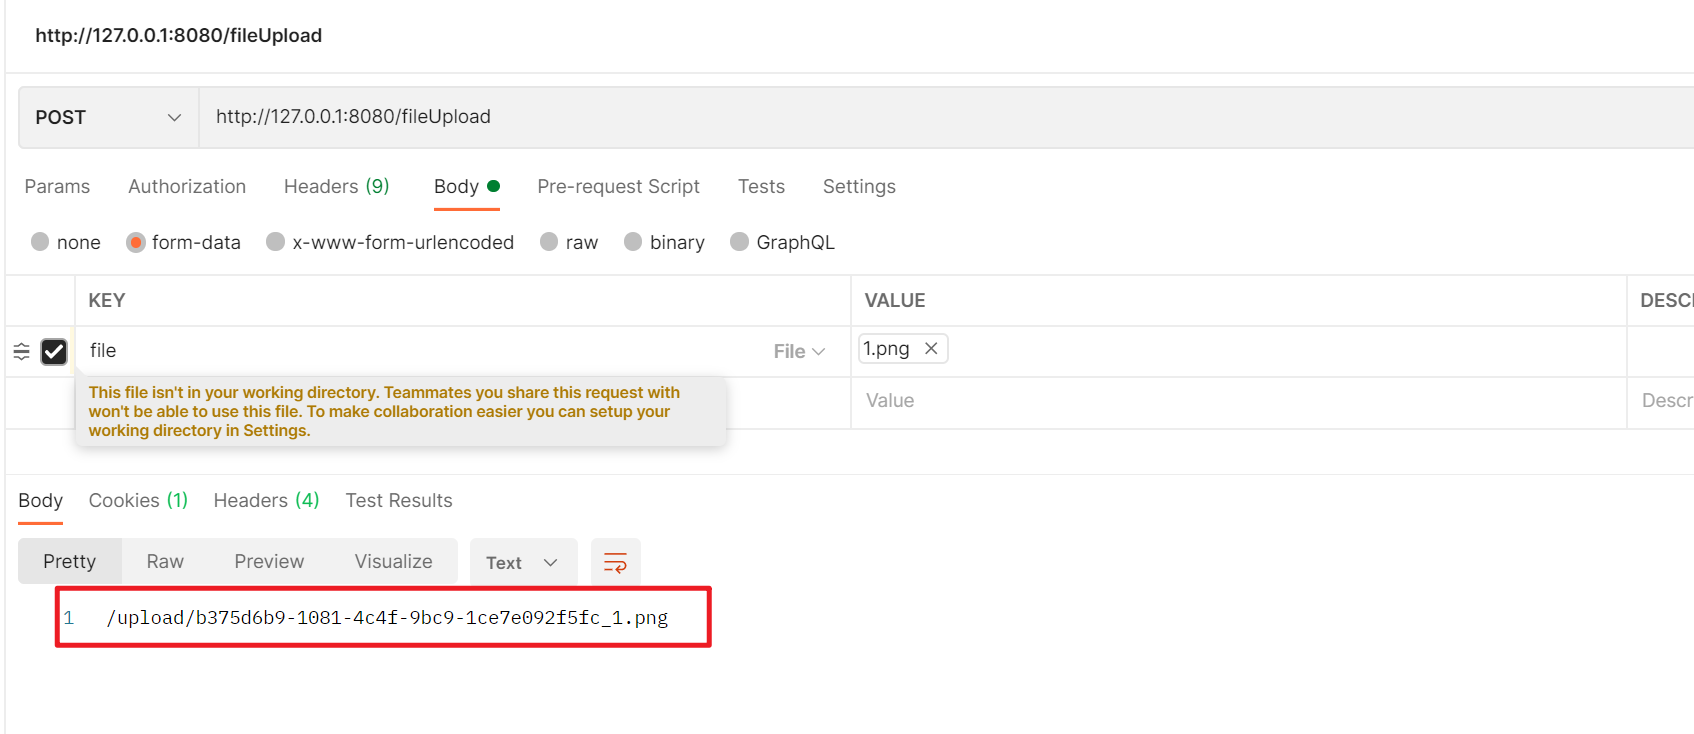 http://127.0.0.1:8080/fileUpload
POST http://127.0.0.1:8080/fileUpload
Params Authorization Headers (9) Body Pre-request Script Tests Settings
none form-data x-www-form-urlencoded raw binary GraphQL
KEY VALUE DESCI
file File 1.png
This file isn't in your working directory. Teammates you share this request with
won't be able to use this file. To make collaboration easier you can setup your
working directory in Settings.
Value Descr
Body Cookies (1) Headers (4) Test Results
Pretty Raw Preview Visualize Text
1 /upload/b375d6b9-1081-4c4f-9bc9-1ce7e092f5fc_1.png